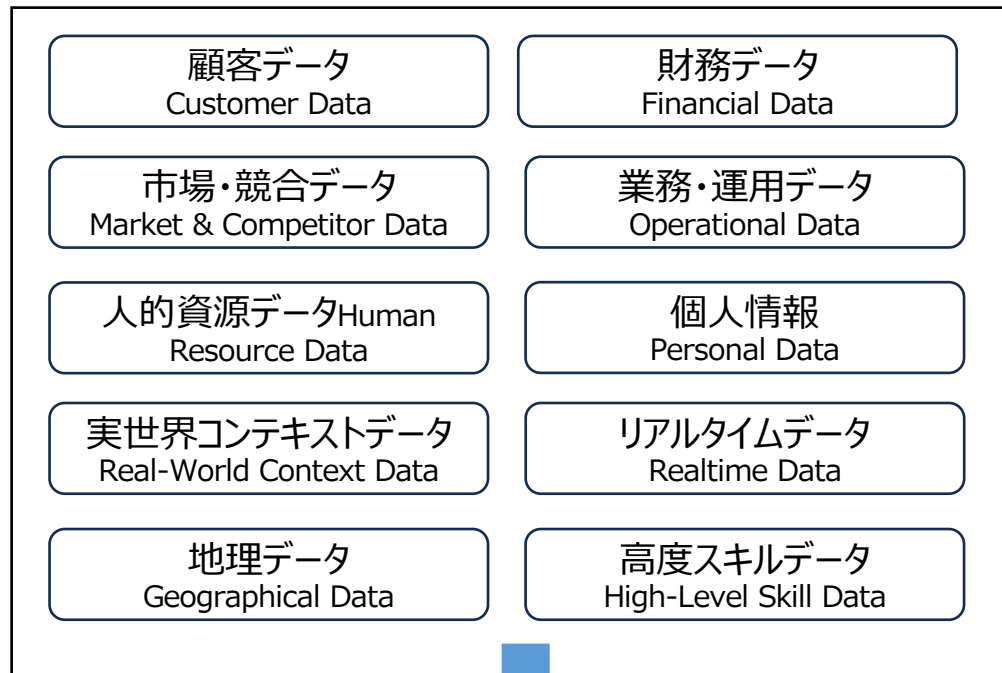 顧客データ
Customer Data
財務データ
Financial Data
市場・競合データ
Market & Competitor Data
業務・運用データ
Operational Data
人的資源データHuman
Resource Data
個人情報
Personal Data
実世界コンテキストデータ
Real-World Context Data
リアルタイムデータ
Realtime Data
地理データ
Geographical Data
高度スキルデータ
High-Level Skill Data